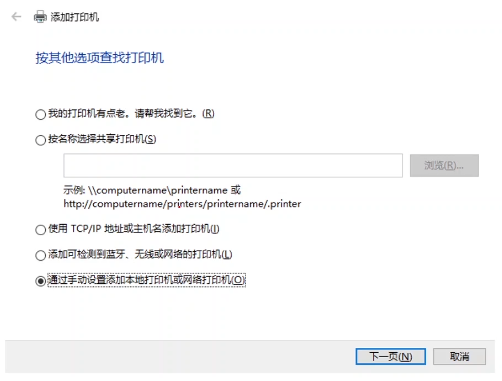 添加打印机
按其他选项查找打印机
我的打印机有点老。请帮我找到它。(R)
按名称选择共享打印机(S)
浏览(R)...
示例: \\computername\printername 或
http://computername/printers/printername/.printer
使用 TCP/IP 地址或主机名添加打印机(I)
添加可检测到蓝牙、无线或网络的打印机(L)
通过手动设置添加本地打印机或网络打印机(O)
下一页(N)
取消